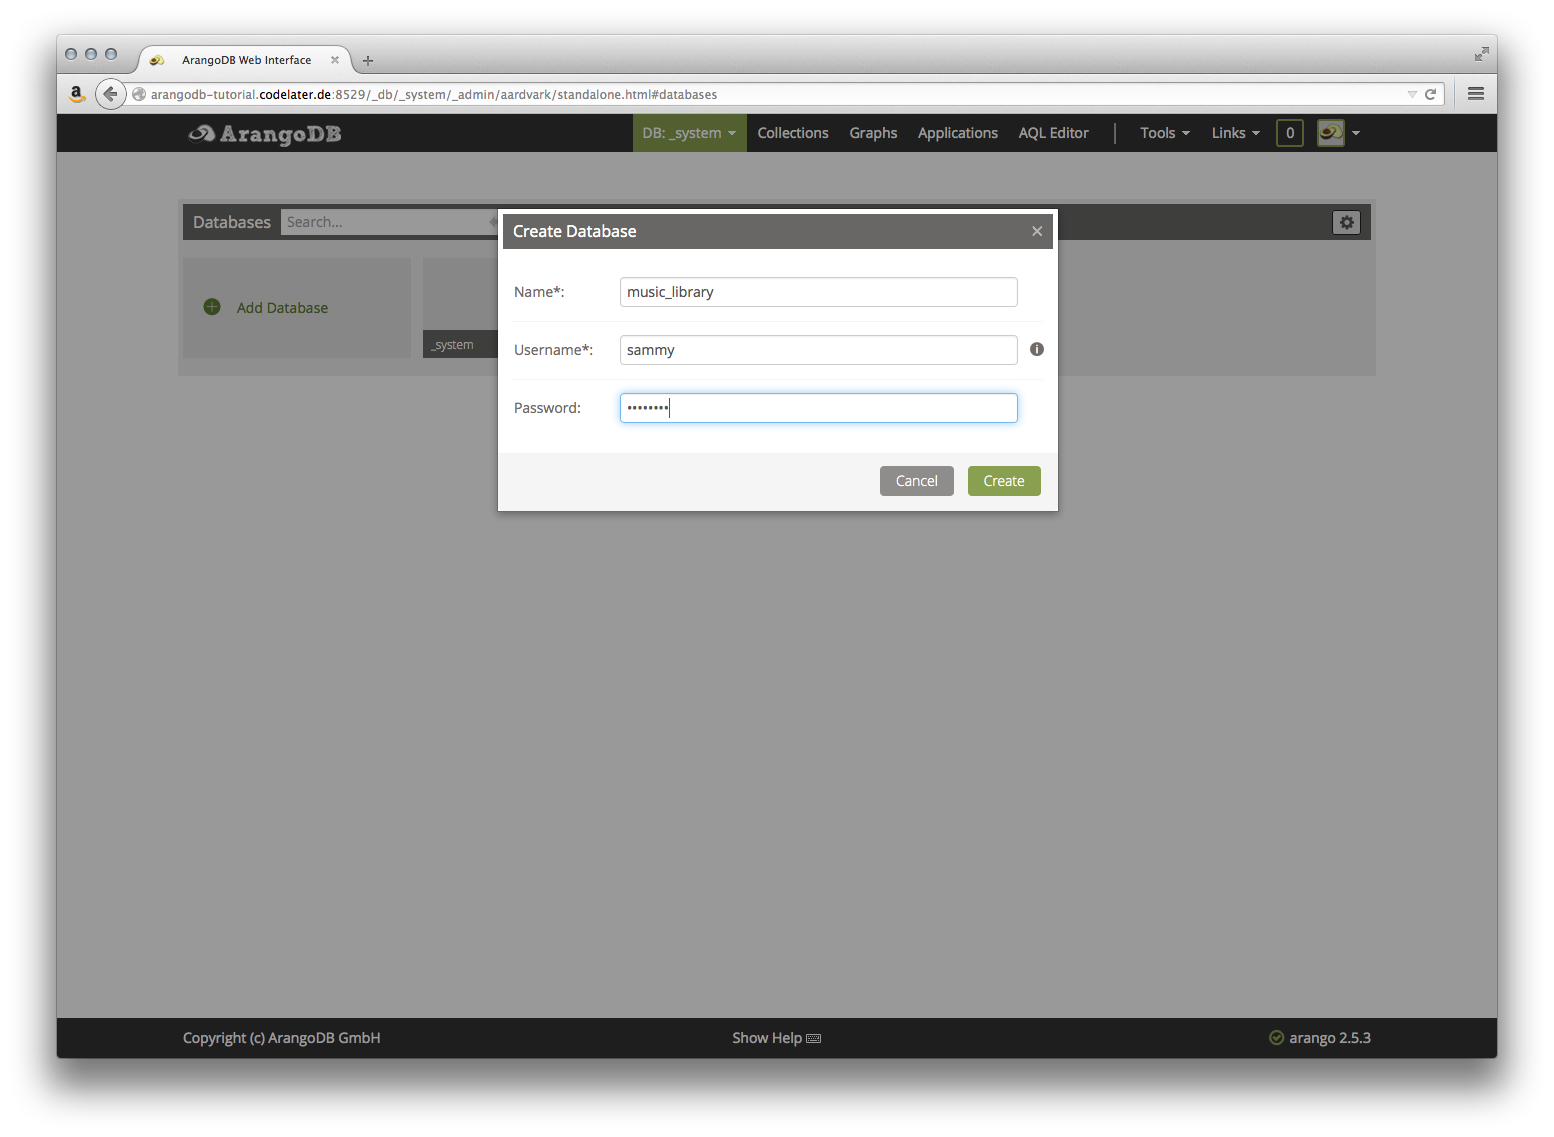 ArangoDB Web Interface
arangodb-tutorial.codelater.de:8529/_db/_system/_admin/aardvark/standalone.html#databases
ArangoDB DB: _system Collections Graphs Applications AQL Editor Tools Links 0
Databases Search...
Create Database
Name*: music_library
Add Database
_system
Username*: sammy
Password: ••••••••
Cancel Create
Copyright (c) ArangoDB GmbH Show Help arango 2.5.3